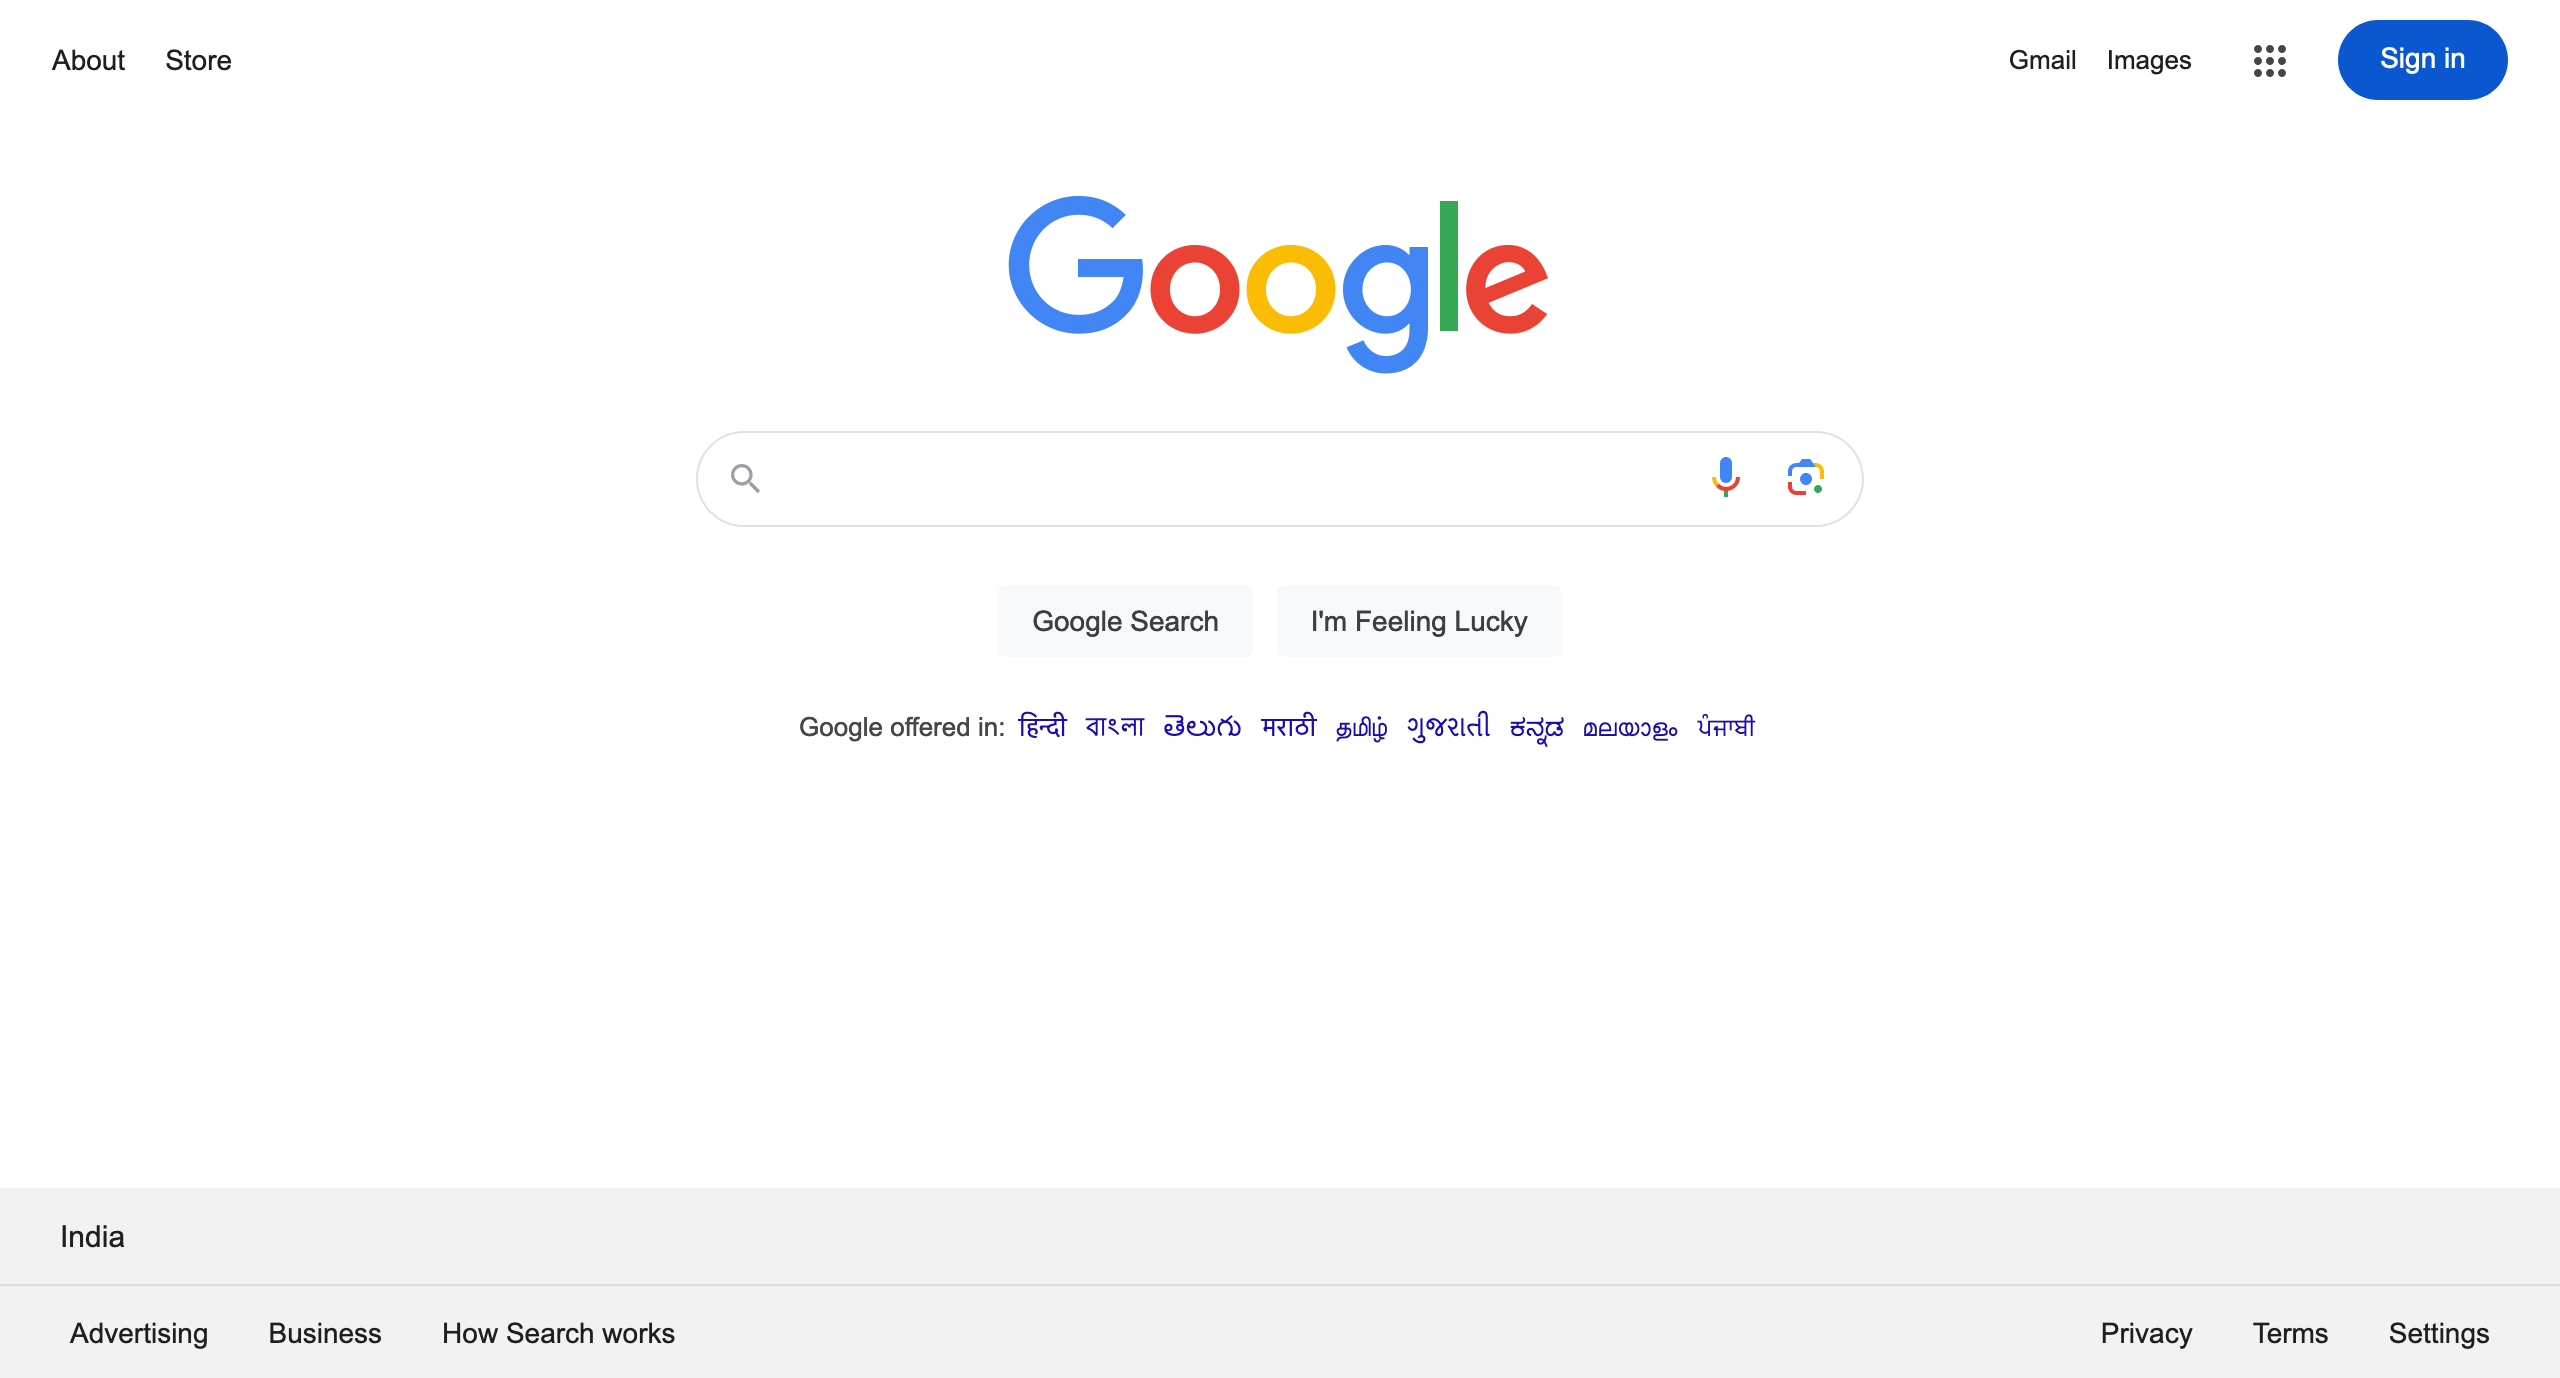 About Store Gmail Images Sign in
Google
Google Search I'm Feeling Lucky
Google offered in: हिन्दी বাংলা తెలుగు मराठी தமிழ் ગુજરાતી ಕನ್ನಡ മലയാളം ਪੰਜਾਬੀ
India
Advertising Business How Search works Privacy Terms Settings